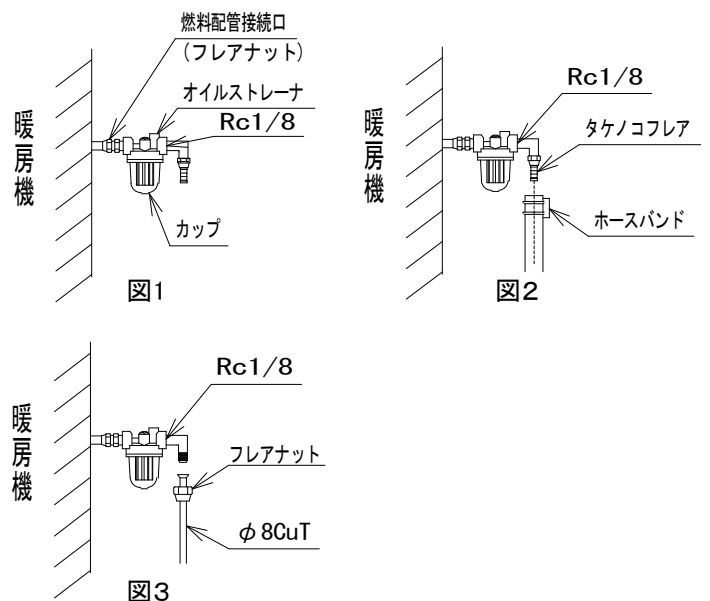 燃料配管接続口
(フレアナット)
オイルストレーナ
Rc1/8
暖房機
カップ
図1
Rc1/8
タケノコフレア
暖房機
ホースバンド
図2
Rc1/8
暖房機
フレアナット
φ8CuT
図3